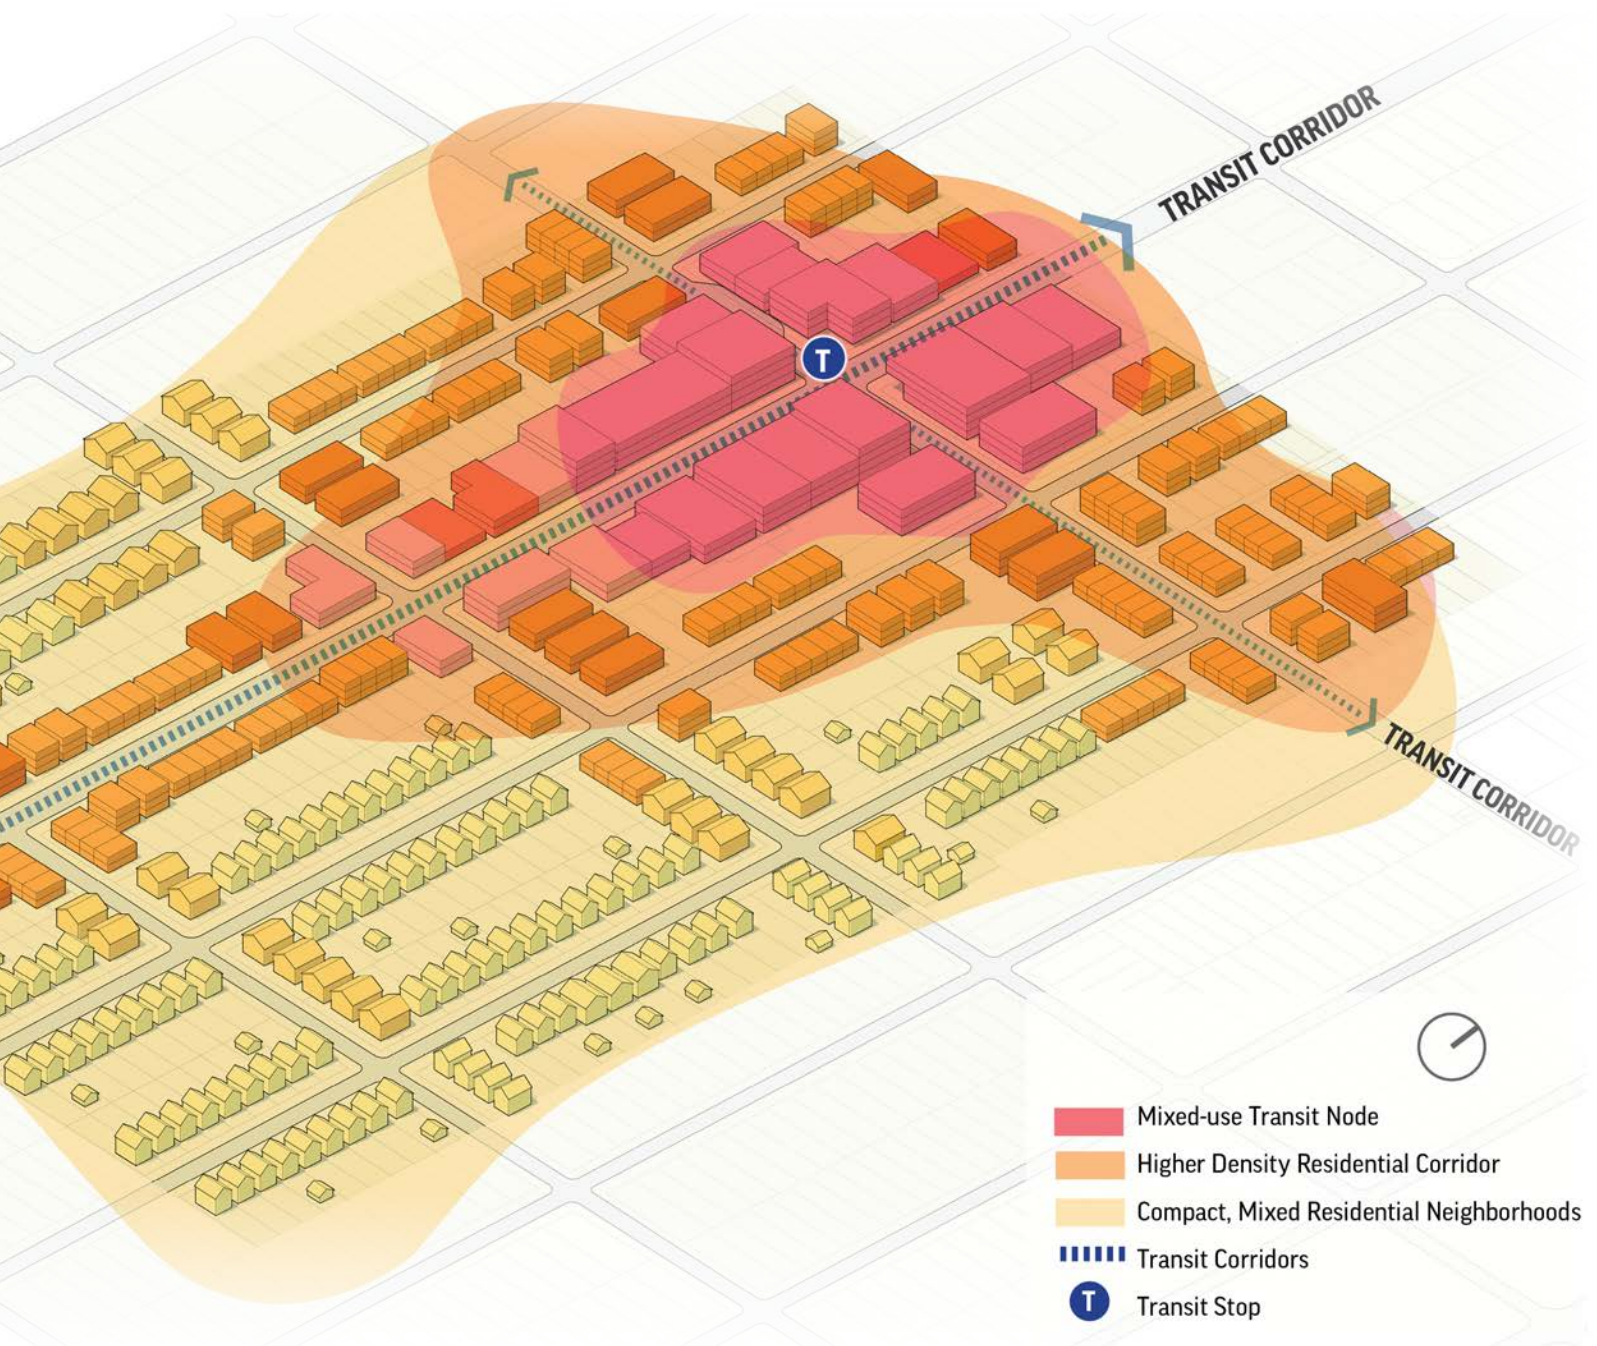 TRANSIT CORRIDOR
T
TRANSIT CORRIDOR
Mixed-use Transit Node
Higher Density Residential Corridor
Compact, Mixed Residential Neighborhoods
Transit Corridors
T
Transit Stop